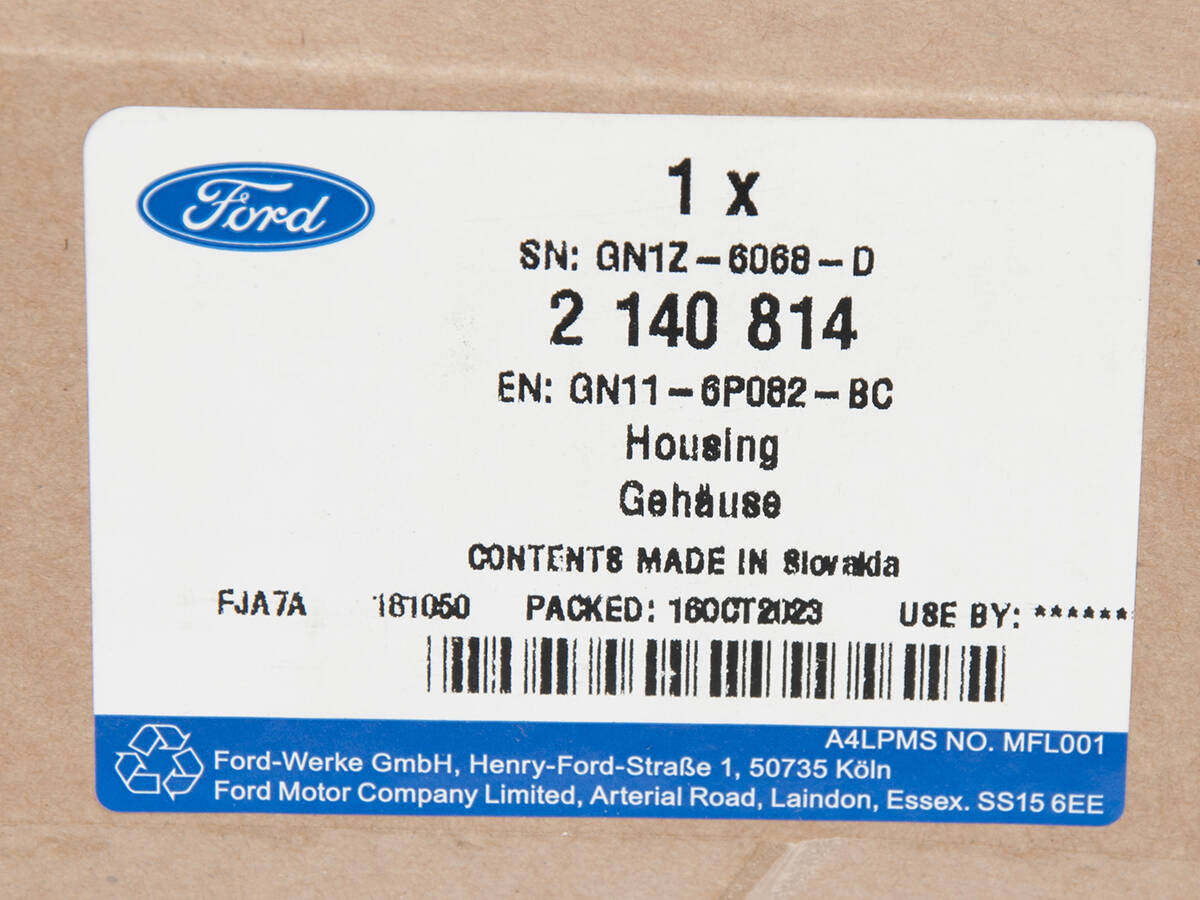 Ford
1 x
SN: GN1Z-6068-D
2 140 814
EN: GN11-6P082-BC
Housing
Gehäuse
CONTENTS MADE IN Slovakia
FJA7A 181050 PACKED: 16OCT2023 USE BY: ******
A4LPMS NO. MFL001
Ford-Werke GmbH, Henry-Ford-Straße 1, 50735 Köln
Ford Motor Company Limited, Arterial Road, Laindon, Essex. SS15 6EE